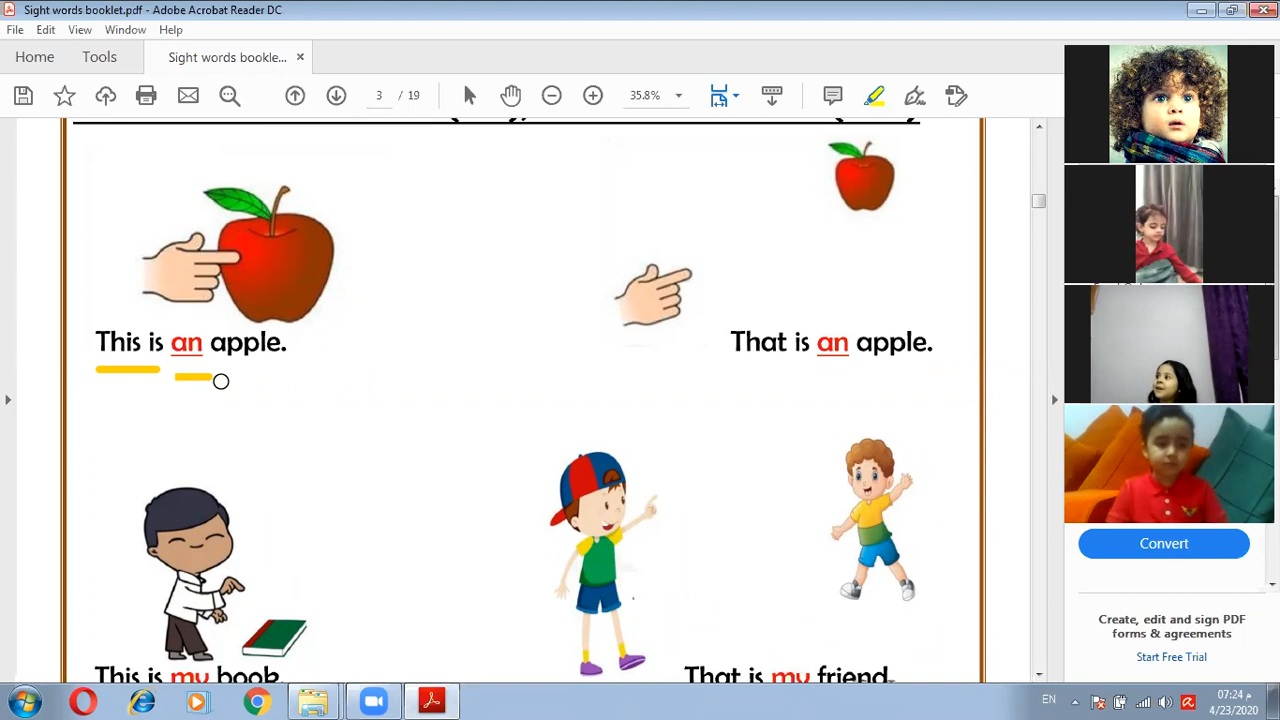 Sight words booklet.pdf - Adobe Acrobat Reader DC
File Edit View Window Help
Home Tools Sight words bookle... ×
3 / 19 35.8%
This is an apple.
That is an apple.
This is my book.
That is my friend.
Convert
Create, edit and sign PDF
forms & agreements
Start Free Trial
EN
07:24 م
4/23/2020